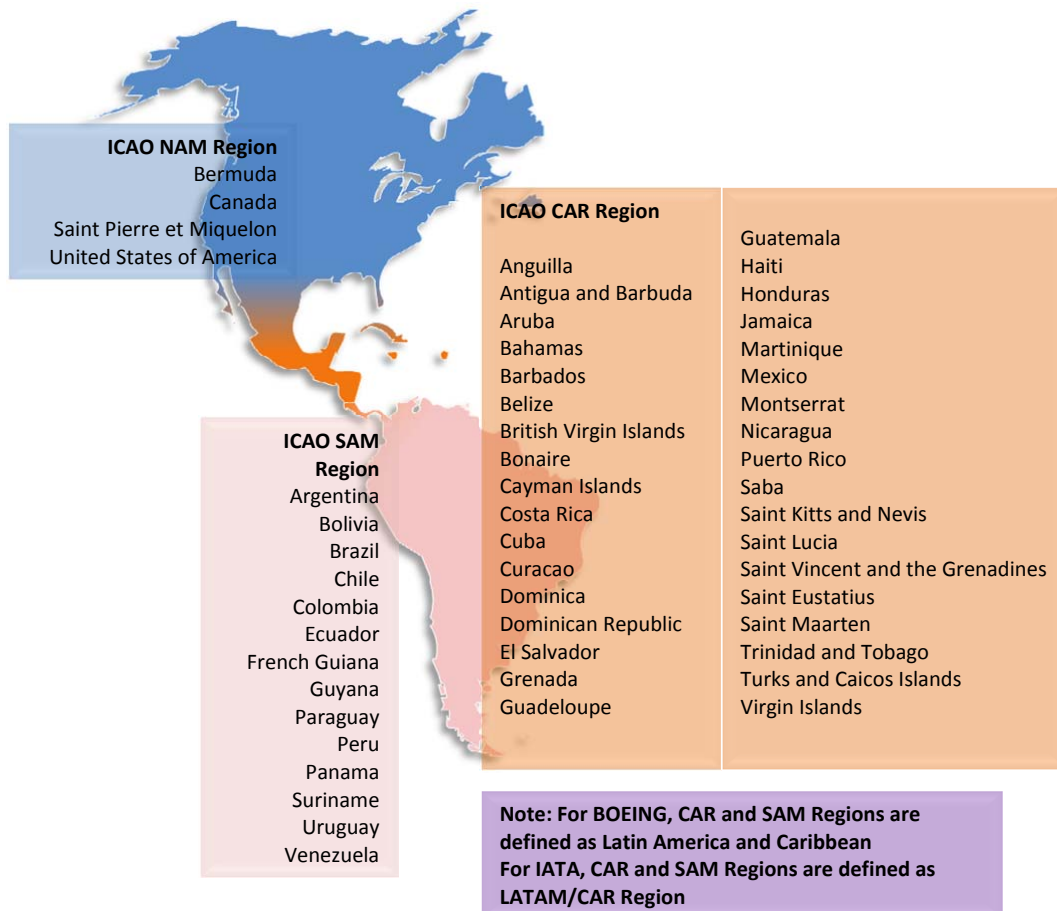 ICAO NAM Region
Bermuda
Canada
Saint Pierre et Miquelon
United States of America
ICAO CAR Region
Anguilla
Antigua and Barbuda
Aruba
Bahamas
Barbados
Belize
British Virgin Islands
Bonaire
Cayman Islands
Costa Rica
Cuba
Curacao
Dominica
Dominican Republic
El Salvador
Grenada
Guadeloupe
Guatemala
Haiti
Honduras
Jamaica
Martinique
Mexico
Montserrat
Nicaragua
Puerto Rico
Saba
Saint Kitts and Nevis
Saint Lucia
Saint Vincent and the Grenadines
Saint Eustatius
Saint Maarten
Trinidad and Tobago
Turks and Caicos Islands
Virgin Islands
ICAO SAM
Region
Argentina
Bolivia
Brazil
Chile
Colombia
Ecuador
French Guiana
Guyana
Paraguay
Peru
Panama
Suriname
Uruguay
Venezuela
Note: For BOEING, CAR and SAM Regions are
defined as Latin America and Caribbean
For IATA, CAR and SAM Regions are defined as
LATAM/CAR Region